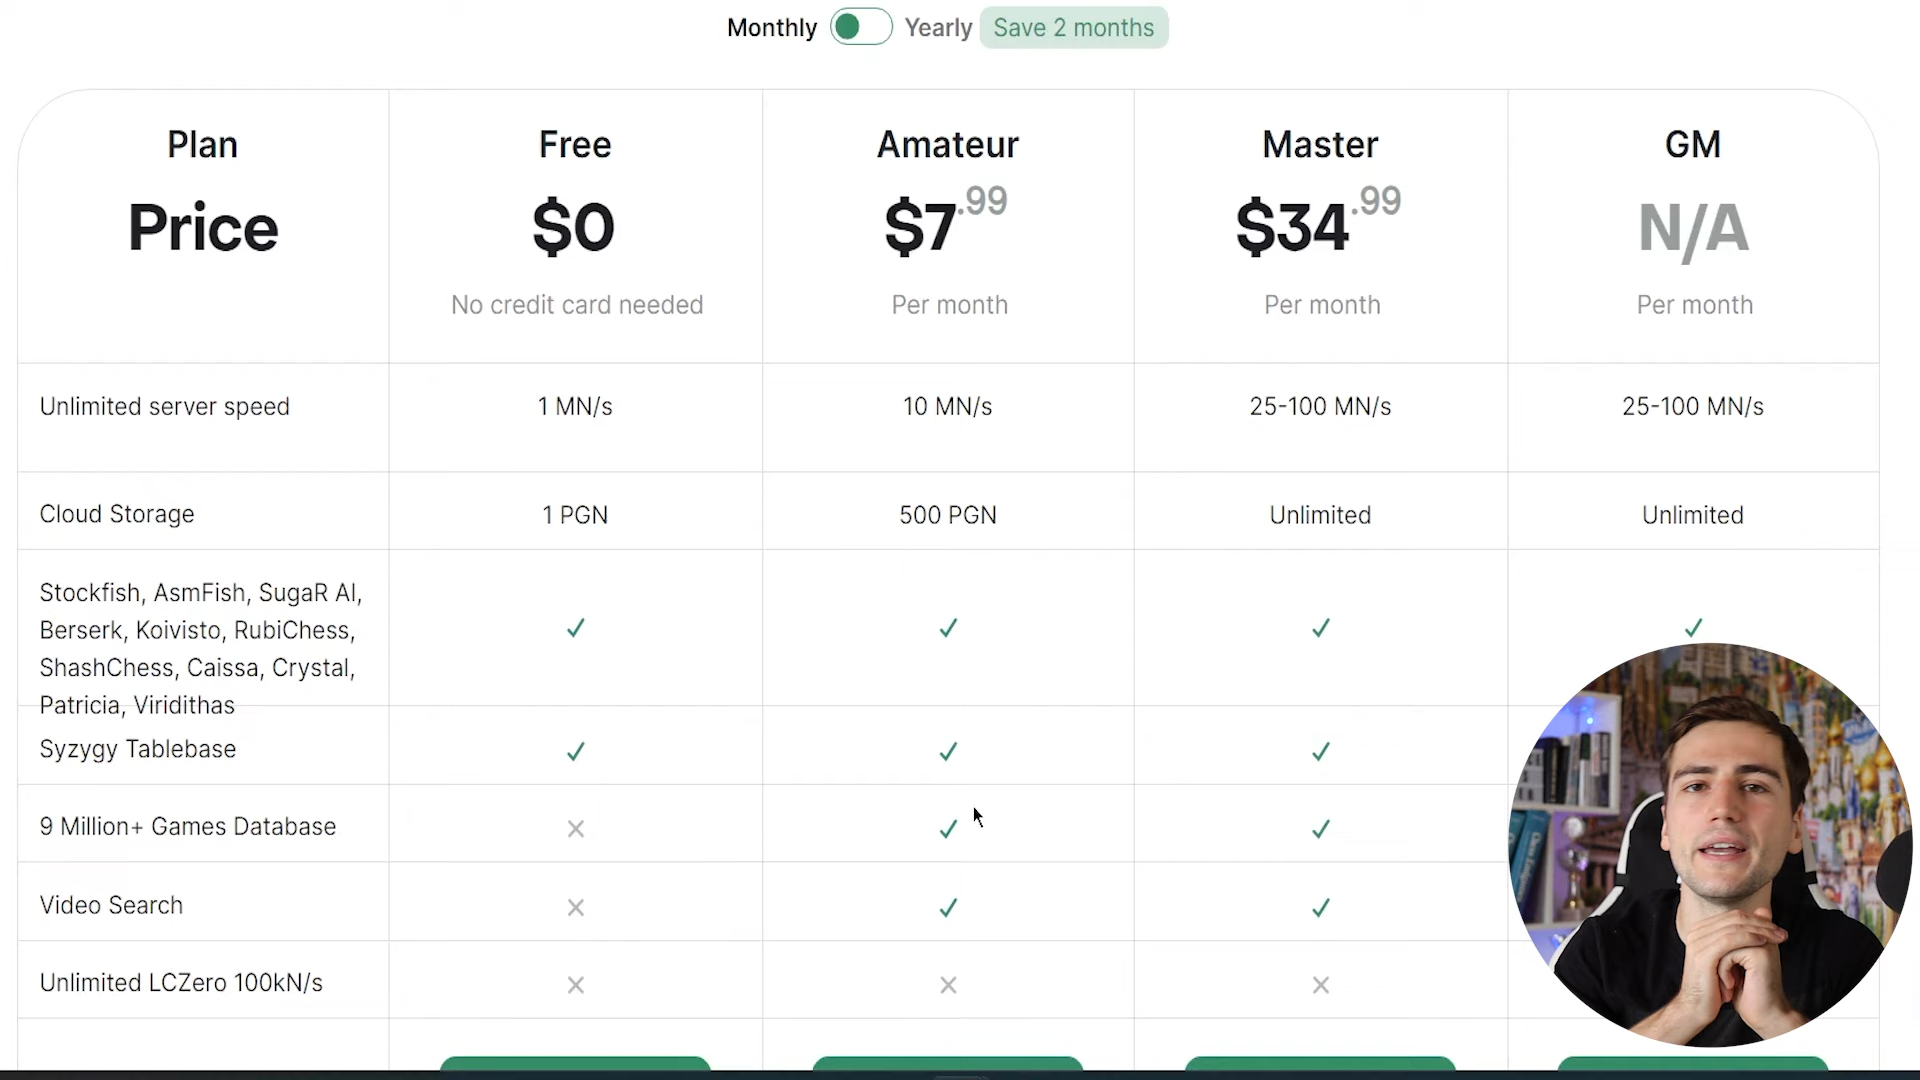 Monthly Yearly Save 2 months
Plan Free Amateur Master GM
Price $0 $7.99 $34.99 N/A
No credit card needed Per month Per month Per month
Unlimited server speed 1 MN/s 10 MN/s 25-100 MN/s 25-100 MN/s
Cloud Storage 1 PGN 500 PGN Unlimited Unlimited
Stockfish, AsmFish, SugaR AI,
Berserk, Koivisto, RubiChess,
ShashChess, Caissa, Crystal,
Patricia, Viridithas
Syzygy Tablebase
9 Million+ Games Database
Video Search
Unlimited LCZero 100kN/s